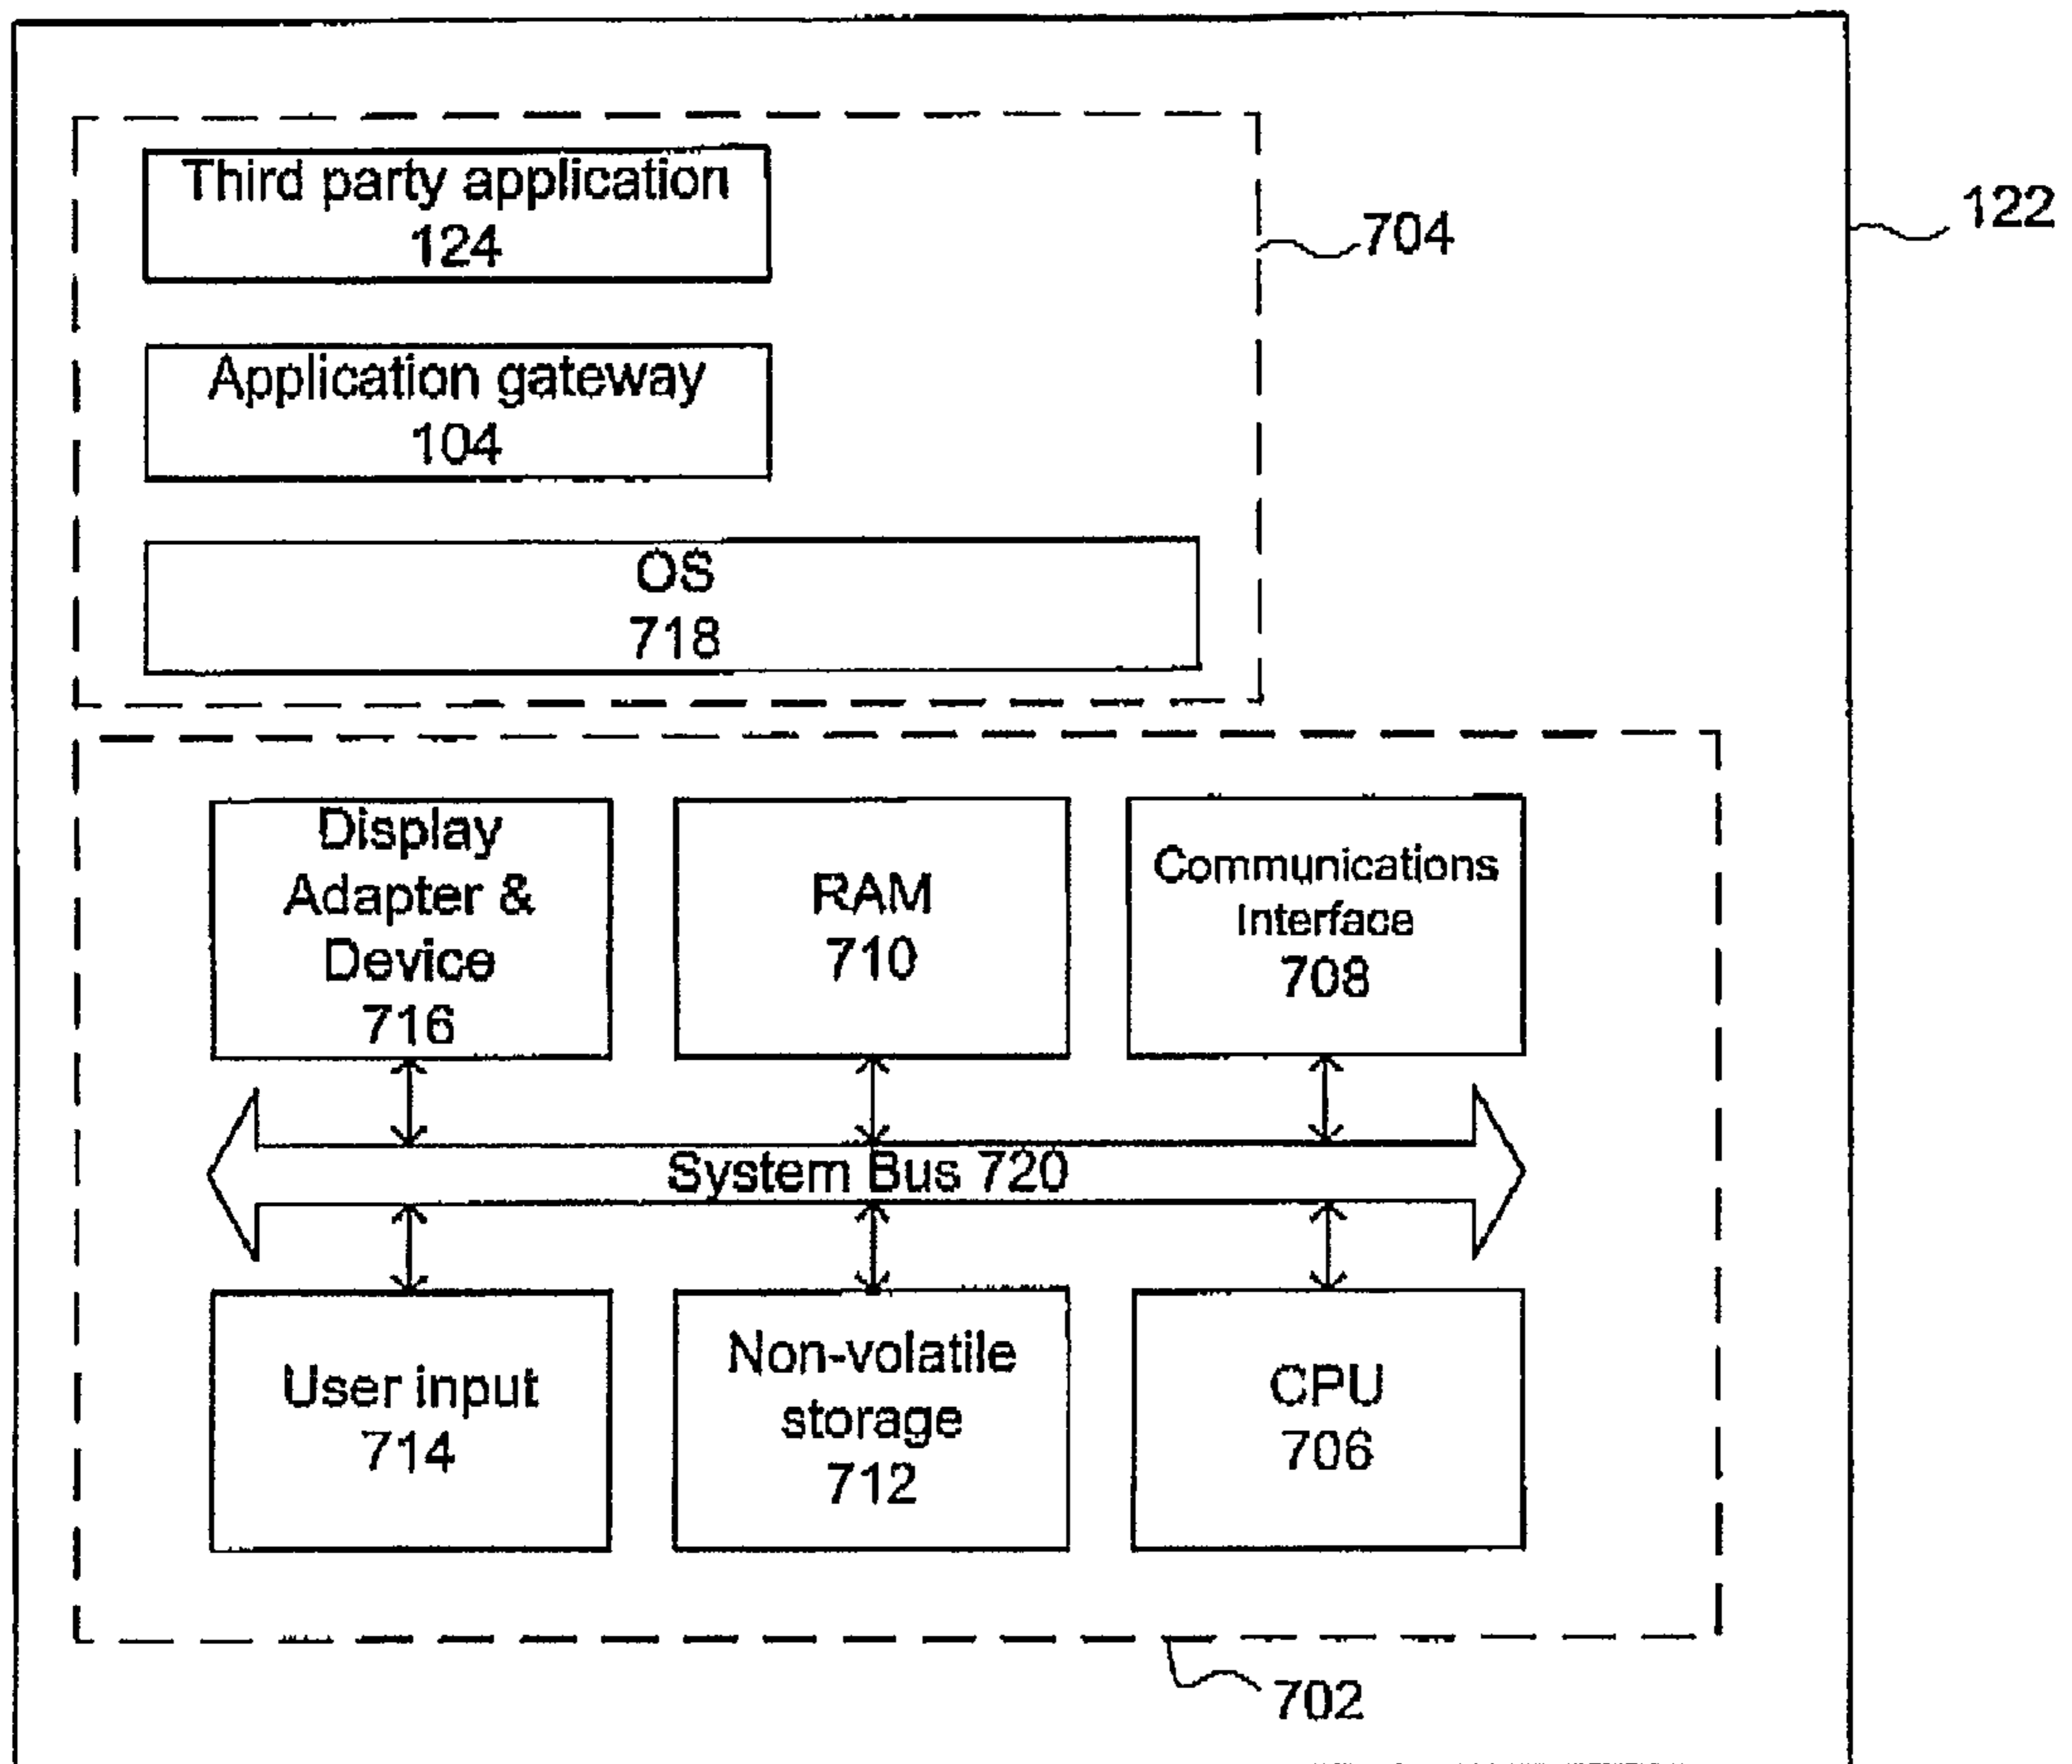 Third party application
124
704
122
Application gateway
104
OS
718
Display
Adapter &
Device
716
RAM
710
Communications
Interface
708
System Bus 720
User input
714
Non-volatile
storage
712
CPU
706
702